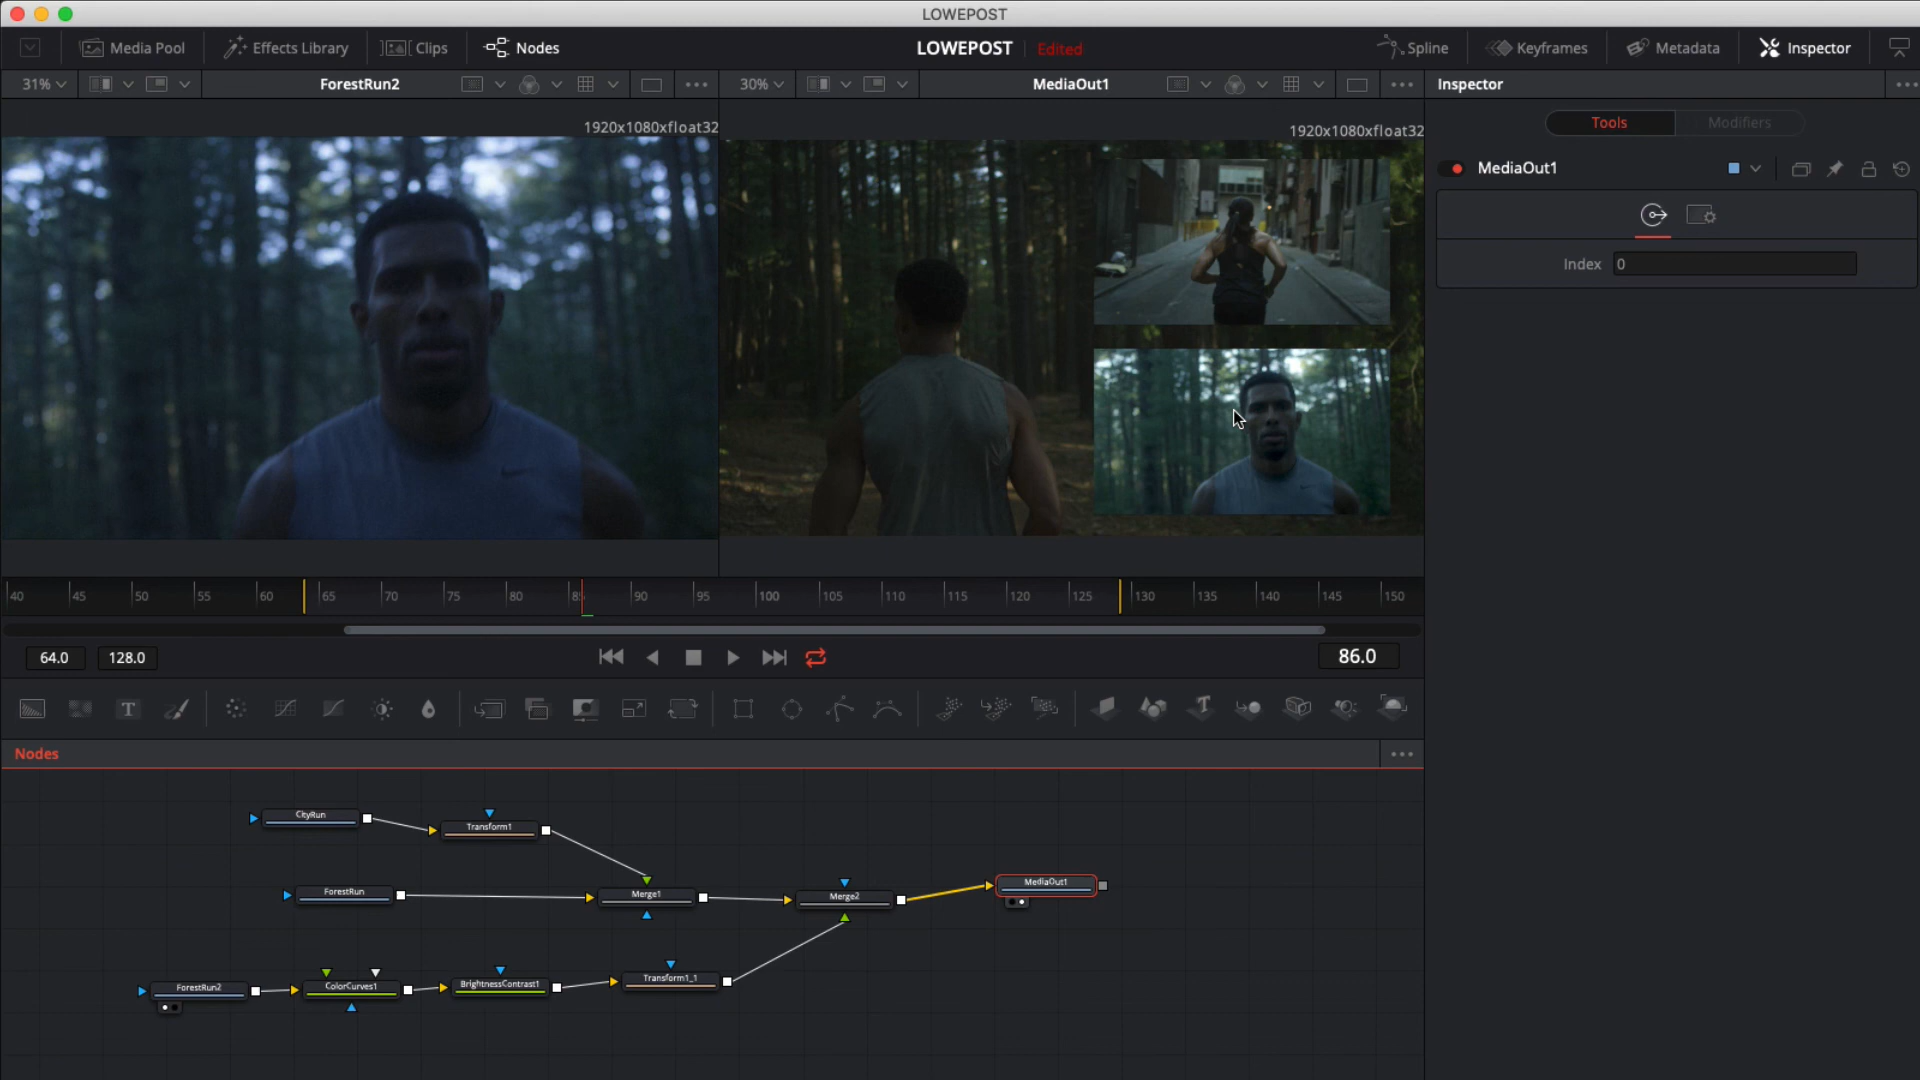 LOWEPOST
Media Pool Effects Library Clips Nodes LOWEPOST Edited Spline Keyframes Metadata Inspector
31% ForestRun2 30% MediaOut1 Inspector
1920x1080xfloat32 1920x1080xfloat32
Tools Modifiers
MediaOut1
Index 0
40 45 50 55 60 65 70 75 80 85 90 95 100 105 110 115 120 125 130 135 140 145 150
64.0 128.0 86.0
Nodes
CityRun Transform1
ForestRun Merge1 Merge2 MediaOut1
ForestRun2 ColorCurves1 BrightnessContrast1 Transform1_1